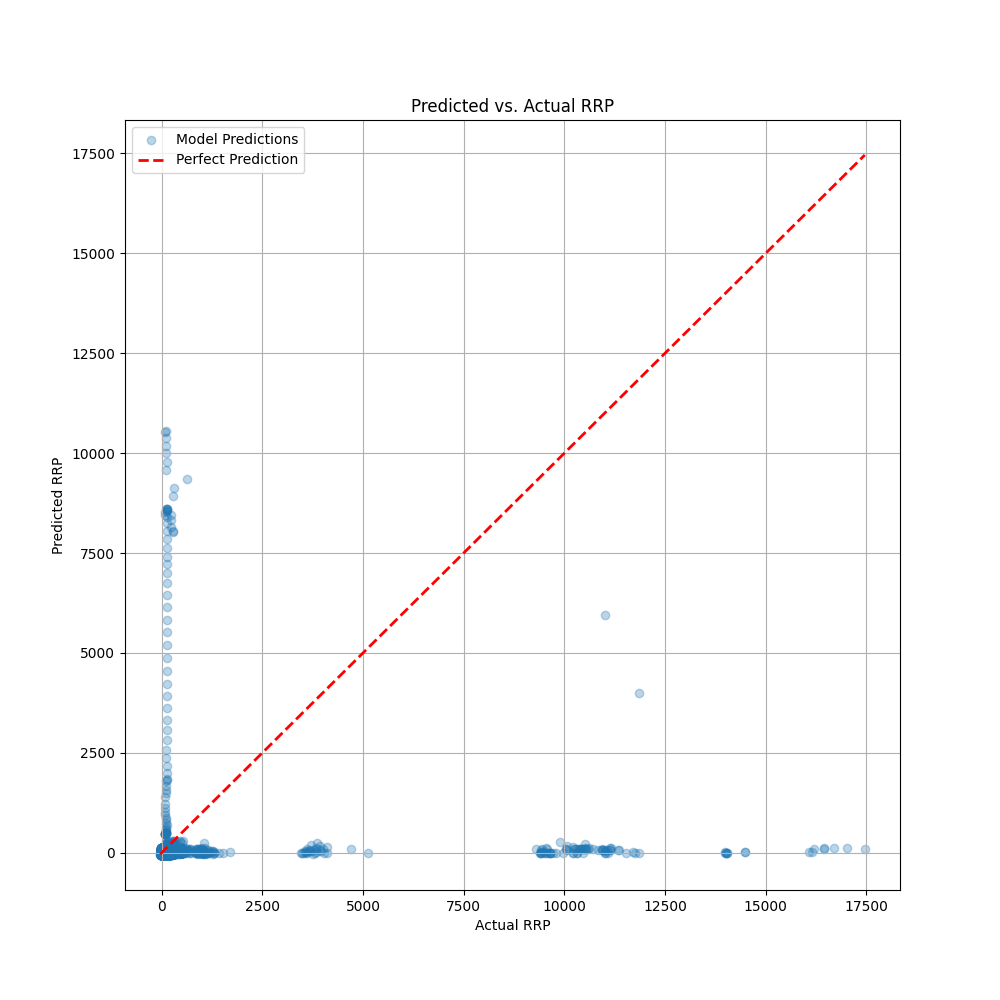 Predicted vs. Actual RRP
Model Predictions
Perfect Prediction
17500
15000
12500
10000
7500
5000
2500
0
Predicted RRP
0 2500 5000 7500 10000 12500 15000 17500
Actual RRP